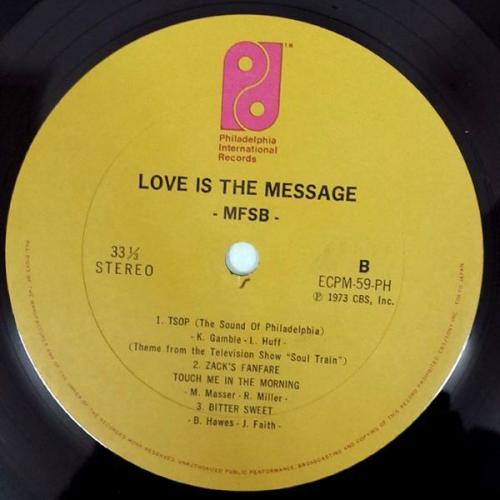 TM
Philadelphia
International
Records
LOVE IS THE MESSAGE
- MFSB -
33⅓
STEREO
B
ECPM-59-PH
℗ 1973 CBS, Inc.
1. TSOP (The Sound Of Philadelphia)
- K. Gamble - L. Huff -
(Theme from the Television Show "Soul Train")
2. ZACK'S FANFARE
TOUCH ME IN THE MORNING
- M. Masser - R. Miller -
3. BITTER SWEET
- B. Hawes - J. Faith -